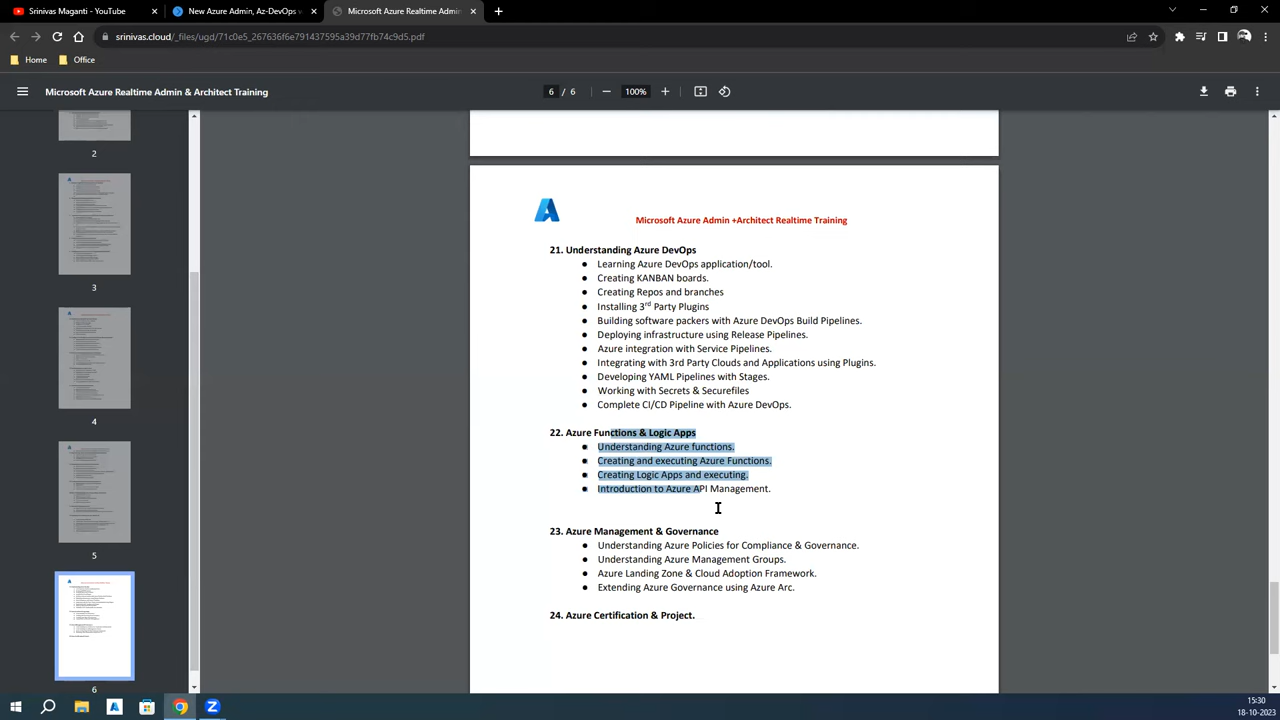 Srinivas Maganti - YouTube
New Azure Admin, Az-DevOps w
Microsoft Azure Realtime Admin
srinivas.cloud/_files/ugd/71c0e5_267636f6e791437595a39d77fb74c9d5.pdf
Home
Office
Microsoft Azure Realtime Admin & Architect Training
6 / 6
100%
2
3
4
5
6
Microsoft Azure Admin +Architect Realtime Training
21. Understanding Azure DevOps
● Learning Azure DevOps application/tool.
● Creating KANBAN boards.
● Creating Repos and branches
● Installing 3rd Party Plugins
● Building software packers with Azure DevOps Build Pipelines.
● Deploying infrastructure using Release Pipelines.
● Azure integration with Service Pipelines.
● Integrating with 3rd Party Clouds and Applications using Plugins.
● Developing YAML Pipelines with Stages.
● Working with Secrets & Securefiles
● Complete CI/CD Pipeline with Azure DevOps.
22. Azure Functions & Logic Apps
● Understanding Azure functions.
● Creating and executing Azure Functions.
● Creating Logic Apps and executing.
● Introduction to Azure API Management.
23. Azure Management & Governance
● Understanding Azure Policies for Compliance & Governance.
● Understanding Azure Management Groups.
● Azure Landing Zone & Cloud Adoption Framework.
● Extending Azure Governance using Azure Arc.
24. Azure Certification & Project.
15:30
18-10-2023